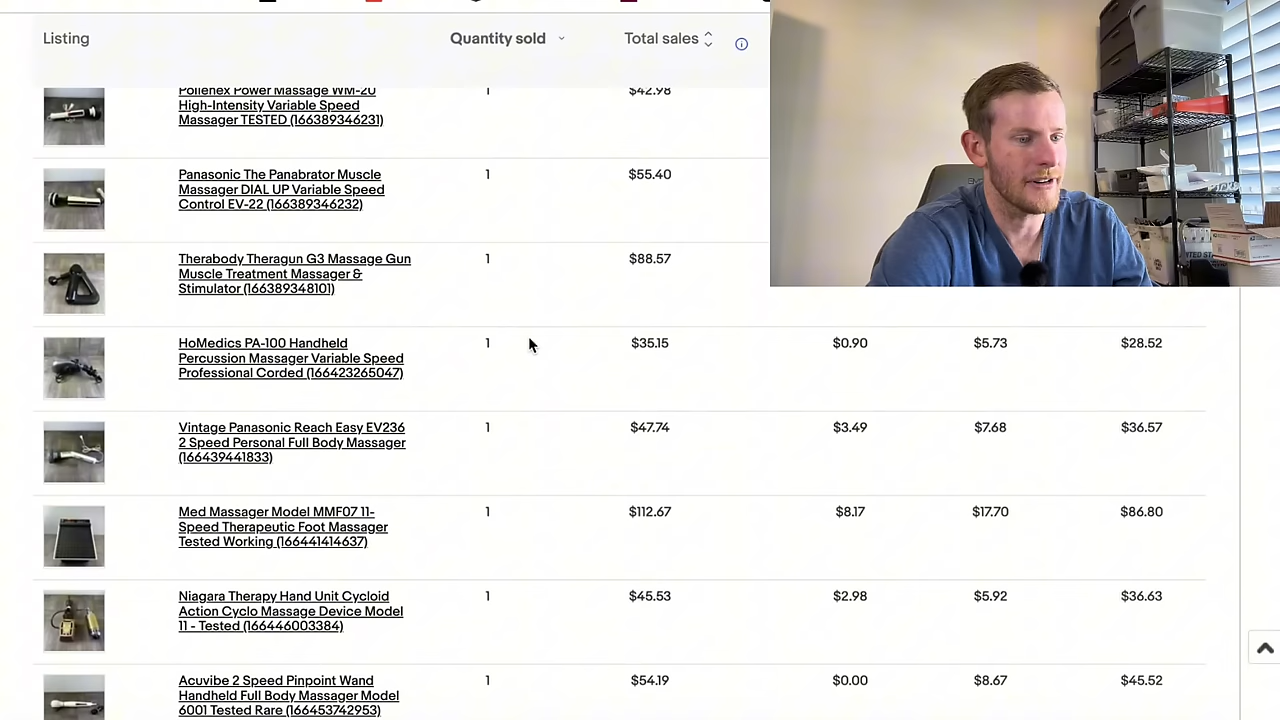 Listing Quantity sold Total sales
Pollenex Power Massage WM-20 1 $42.98
High-Intensity Variable Speed
Massager TESTED (166389346231)
Panasonic The Panabrator Muscle 1 $55.40
Massager DIAL UP Variable Speed
Control EV-22 (166389346232)
Therabody Theragun G3 Massage Gun 1 $88.57
Muscle Treatment Massager &
Stimulator (166389348101)
HoMedics PA-100 Handheld 1 $35.15 $0.90 $5.73 $28.52
Percussion Massager Variable Speed
Professional Corded (166423265047)
Vintage Panasonic Reach Easy EV236 1 $47.74 $3.49 $7.68 $36.57
2 Speed Personal Full Body Massager
(166439441833)
Med Massager Model MMF07 11- 1 $112.67 $8.17 $17.70 $86.80
Speed Therapeutic Foot Massager
Tested Working (166441414637)
Niagara Therapy Hand Unit Cycloid 1 $45.53 $2.98 $5.92 $36.63
Action Cyclo Massage Device Model
11 - Tested (166446003384)
Acuvibe 2 Speed Pinpoint Wand 1 $54.19 $0.00 $8.67 $45.52
Handheld Full Body Massager Model
6001 Tested Rare (166453742953)